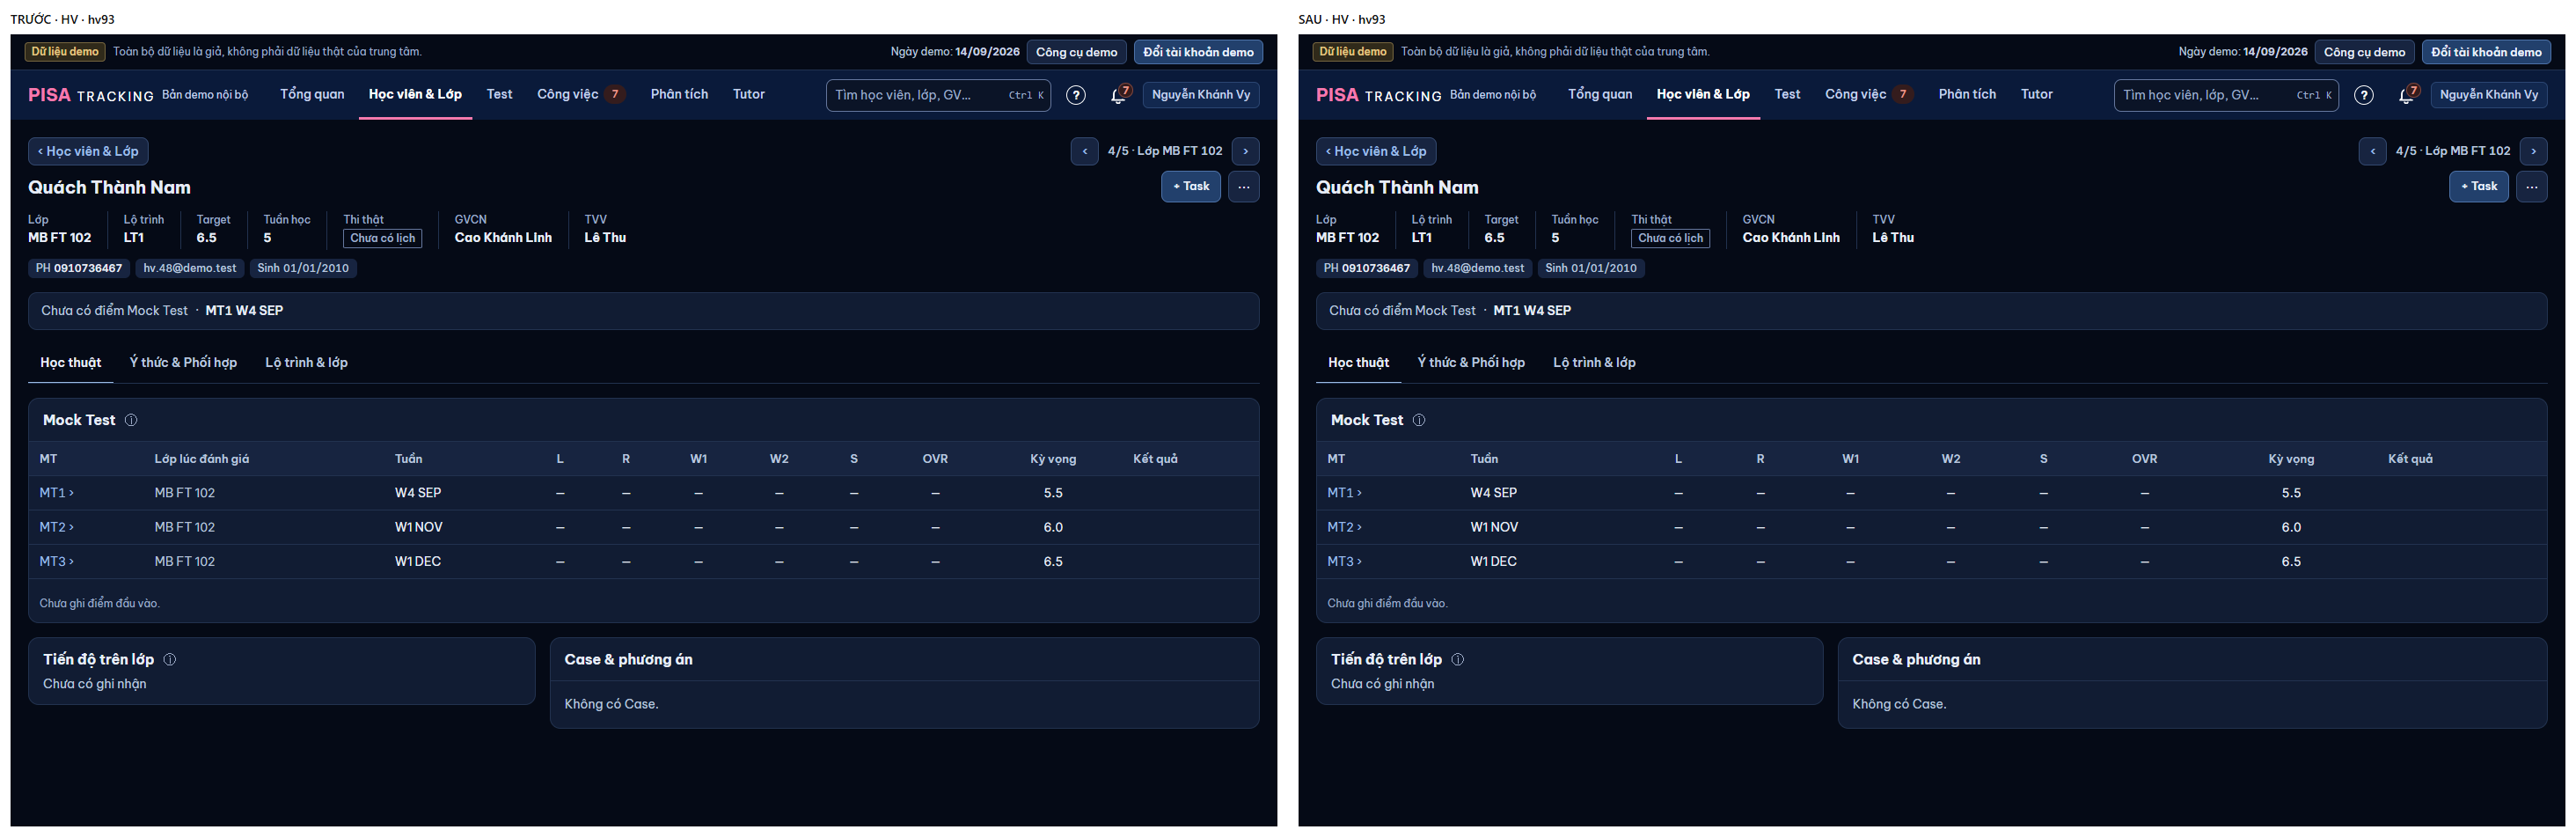 TRƯỚC · HV · hv93
Dữ liệu demo Toàn bộ dữ liệu là giả, không phải dữ liệu thật của trung tâm. Ngày demo: 14/09/2026 Công cụ demo Đổi tài khoản demo
PISA TRACKING Bản demo nội bộ Tổng quan Học viên & Lớp Test Công việc 7 Phân tích Tutor Tìm học viên, lớp, GV... Ctrl K ? 7 Nguyễn Khánh Vy
‹ Học viên & Lớp ‹ 4/5 · Lớp MB FT 102 ›
Quách Thành Nam + Task ...
Lớp Lộ trình Target Tuần học Thi thật GVCN TVV
MB FT 102 LT1 6.5 5 Chưa có lịch Cao Khánh Linh Lê Thu
PH 0910736467 hv.48@demo.test Sinh 01/01/2010
Chưa có điểm Mock Test · MT1 W4 SEP
Học thuật Ý thức & Phối hợp Lộ trình & lớp
Mock Test ⓘ
MT Lớp lúc đánh giá Tuần L R W1 W2 S OVR Kỳ vọng Kết quả
MT1 › MB FT 102 W4 SEP – – – – – – 5.5
MT2 › MB FT 102 W1 NOV – – – – – – 6.0
MT3 › MB FT 102 W1 DEC – – – – – – 6.5
Chưa ghi điểm đầu vào.
Tiến độ trên lớp ⓘ Case & phương án
Chưa có ghi nhận
Không có Case.
SAU · HV · hv93
Dữ liệu demo Toàn bộ dữ liệu là giả, không phải dữ liệu thật của trung tâm. Ngày demo: 14/09/2026 Công cụ demo Đổi tài khoản demo
PISA TRACKING Bản demo nội bộ Tổng quan Học viên & Lớp Test Công việc 7 Phân tích Tutor Tìm học viên, lớp, GV... Ctrl K ? 7 Nguyễn Khánh Vy
‹ Học viên & Lớp ‹ 4/5 · Lớp MB FT 102 ›
Quách Thành Nam + Task ...
Lớp Lộ trình Target Tuần học Thi thật GVCN TVV
MB FT 102 LT1 6.5 5 Chưa có lịch Cao Khánh Linh Lê Thu
PH 0910736467 hv.48@demo.test Sinh 01/01/2010
Chưa có điểm Mock Test · MT1 W4 SEP
Học thuật Ý thức & Phối hợp Lộ trình & lớp
Mock Test ⓘ
MT Tuần L R W1 W2 S OVR Kỳ vọng Kết quả
MT1 › W4 SEP – – – – – – 5.5
MT2 › W1 NOV – – – – – – 6.0
MT3 › W1 DEC – – – – – – 6.5
Chưa ghi điểm đầu vào.
Tiến độ trên lớp ⓘ Case & phương án
Chưa có ghi nhận
Không có Case.